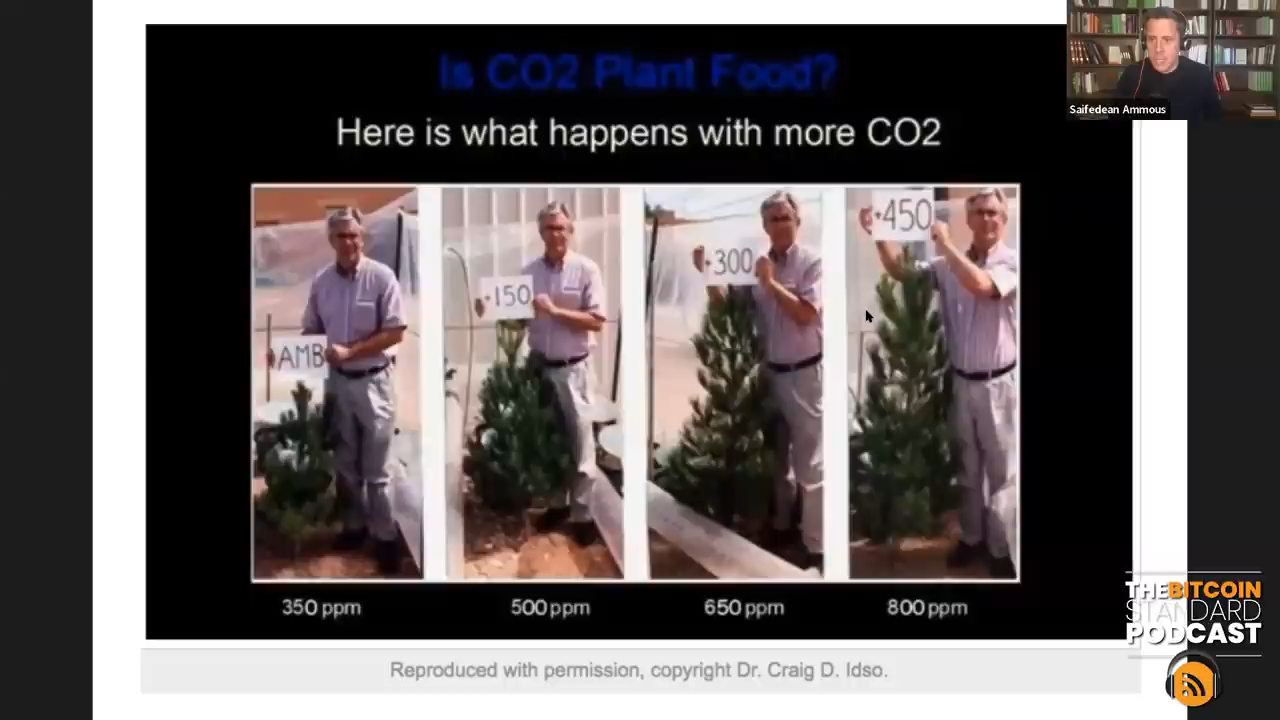 Is CO2 Plant Food?
Here is what happens with more CO2
Saifedean Ammous
AMB
+150
+300
+450
350 ppm
500 ppm
650 ppm
800 ppm
Reproduced with permission, copyright Dr. Craig D. Idso.
THE BITCOIN
STANDARD
PODCAST